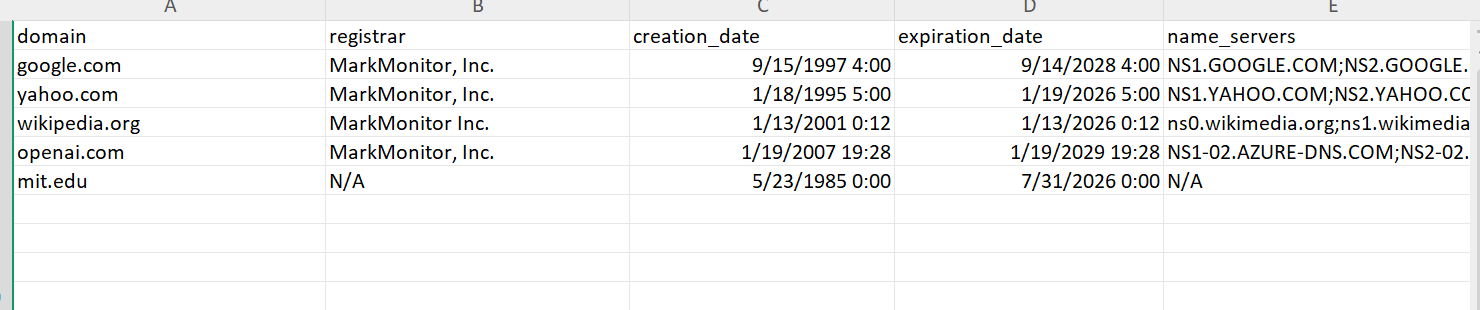 A B C D E
domain registrar creation_date expiration_date name_servers
google.com MarkMonitor, Inc. 9/15/1997 4:00 9/14/2028 4:00 NS1.GOOGLE.COM;NS2.GOOGLE.
yahoo.com MarkMonitor, Inc. 1/18/1995 5:00 1/19/2026 5:00 NS1.YAHOO.COM;NS2.YAHOO.CO
wikipedia.org MarkMonitor Inc. 1/13/2001 0:12 1/13/2026 0:12 ns0.wikimedia.org;ns1.wikimedia
openai.com MarkMonitor, Inc. 1/19/2007 19:28 1/19/2029 19:28 NS1-02.AZURE-DNS.COM;NS2-02.
mit.edu N/A 5/23/1985 0:00 7/31/2026 0:00 N/A